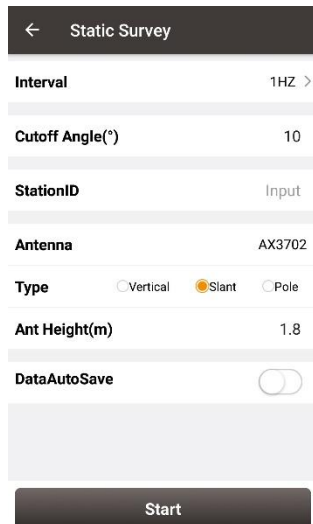 Static Survey
Interval 1HZ
Cutoff Angle(°) 10
StationID Input
Antenna AX3702
Type Vertical Slant Pole
Ant Height(m) 1.8
DataAutoSave
Start